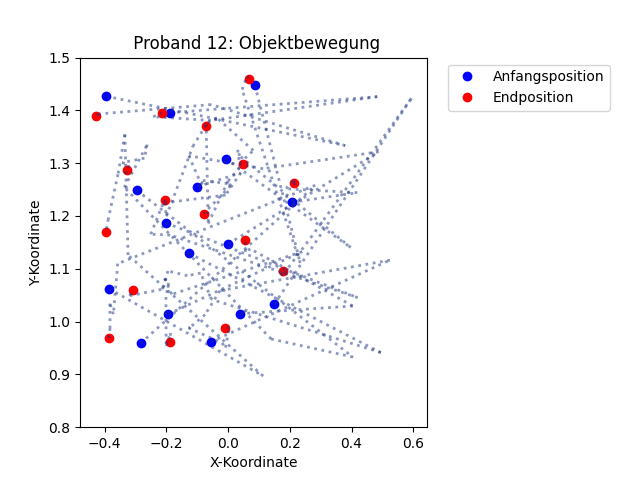 Proband 12: Objektbewegung
Anfangsposition
Endposition
Y-Koordinate
1.5
1.4
1.3
1.2
1.1
1.0
0.9
0.8
−0.4
−0.2
0.0
0.2
0.4
0.6
X-Koordinate